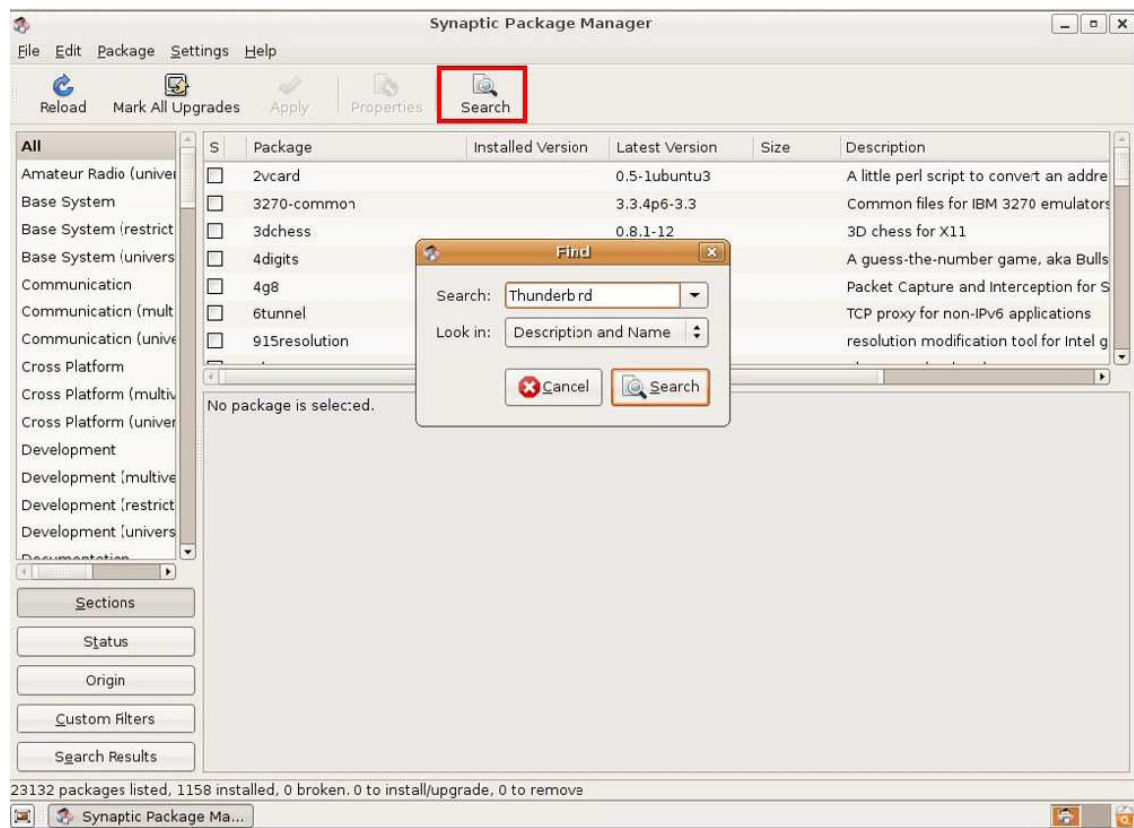 Synaptic Package Manager
File Edit Package Settings Help
Reload Mark All Upgrades Apply Properties Search
All
Amateur Radio (univer
Base System
Base System (restrict
Base System (univers
Communication
Communication (mult
Communication (unive
Cross Platform
Cross Platform (multiv
Cross Platform (univer
Development
Development (multive
Development (restrict
Development (univers
Documentation
S Package Installed Version Latest Version Size Description
2vcard 0.5-1ubuntu3 A little perl script to convert an addre
3270-common 3.3.4p6-3.3 Common files for IBM 3270 emulators
3dchess 0.8.1-12 3D chess for X11
4digits A guess-the-number game, aka Bulls
4g8 Packet Capture and Interception for S
6tunnel TCP proxy for non-IPv6 applications
915resolution resolution modification tool for Intel g
Find
Search: Thunderbird
Look in: Description and Name
Cancel Search
No package is selected.
Sections
Status
Origin
Custom Filters
Search Results
23132 packages listed, 1158 installed, 0 broken. 0 to install/upgrade, 0 to remove
Synaptic Package Ma...